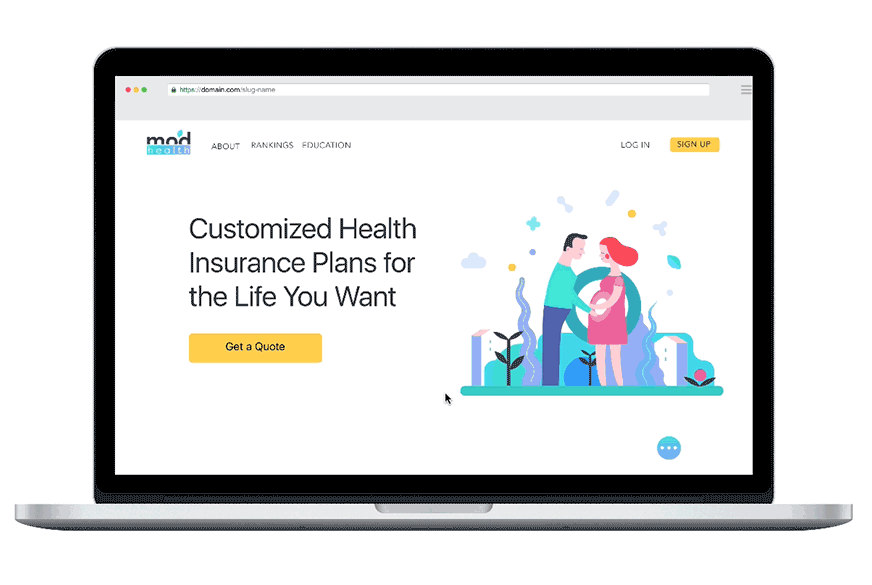 https://domain.com/slug-name
mod
health
ABOUT RANKINGS EDUCATION
LOG IN
SIGN UP
Customized Health
Insurance Plans for
the Life You Want
Get a Quote